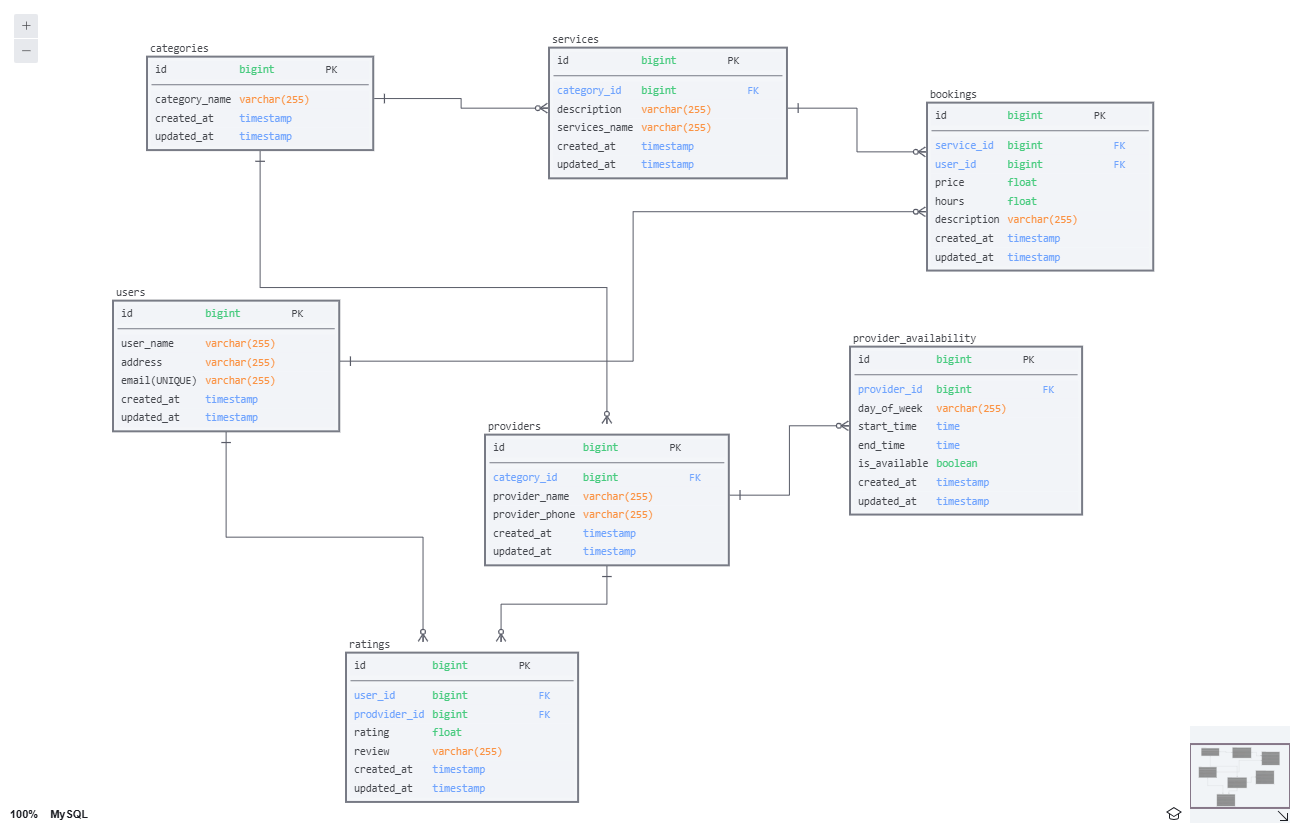 +
−
categories
id bigint PK
category_name varchar(255)
created_at timestamp
updated_at timestamp
services
id bigint PK
category_id bigint FK
description varchar(255)
services_name varchar(255)
created_at timestamp
updated_at timestamp
bookings
id bigint PK
service_id bigint FK
user_id bigint FK
price float
hours float
description varchar(255)
created_at timestamp
updated_at timestamp
users
id bigint PK
user_name varchar(255)
address varchar(255)
email(UNIQUE) varchar(255)
created_at timestamp
updated_at timestamp
provider_availability
id bigint PK
provider_id bigint FK
day_of_week varchar(255)
start_time time
end_time time
is_available boolean
created_at timestamp
updated_at timestamp
providers
id bigint PK
category_id bigint FK
provider_name varchar(255)
provider_phone varchar(255)
created_at timestamp
updated_at timestamp
ratings
id bigint PK
user_id bigint FK
prodvider_id bigint FK
rating float
review varchar(255)
created_at timestamp
updated_at timestamp
100% MySQL